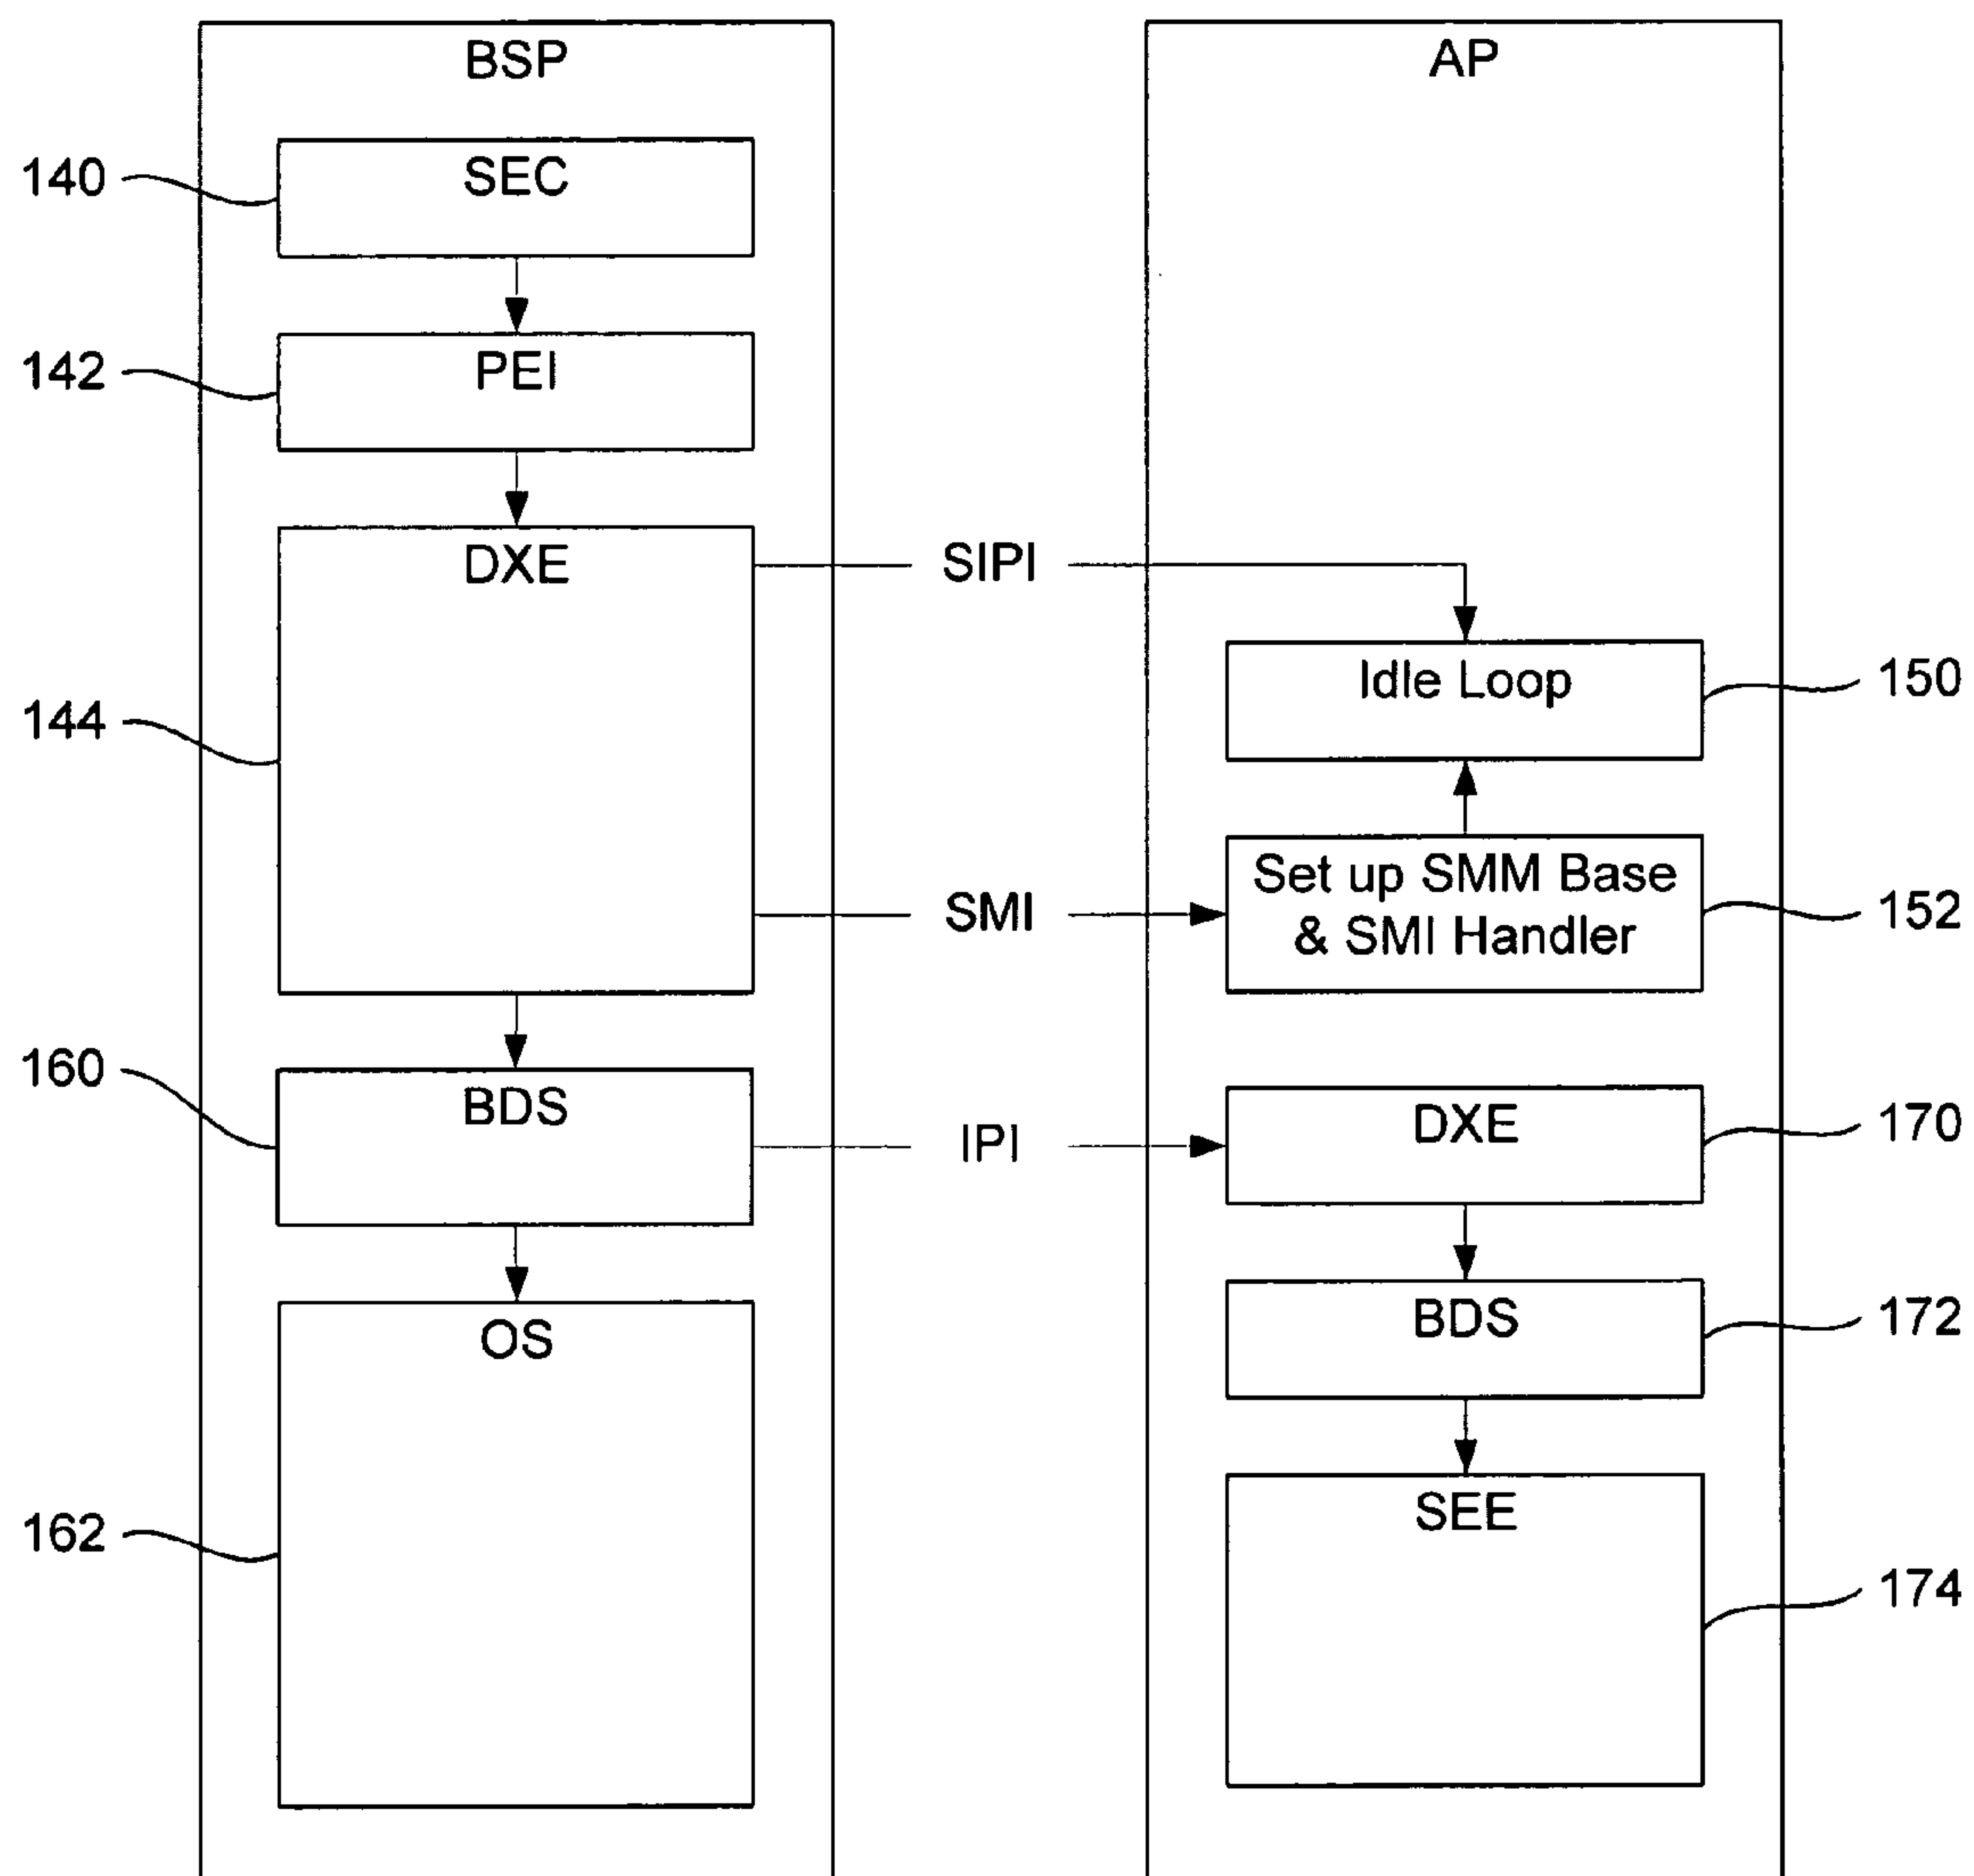 BSP
AP
140
SEC
142
PEI
144
DXE
SIPI
Idle Loop
150
SMI
Set up SMM Base
& SMI Handler
152
160
BDS
IPI
DXE
170
BDS
172
162
OS
SEE
174